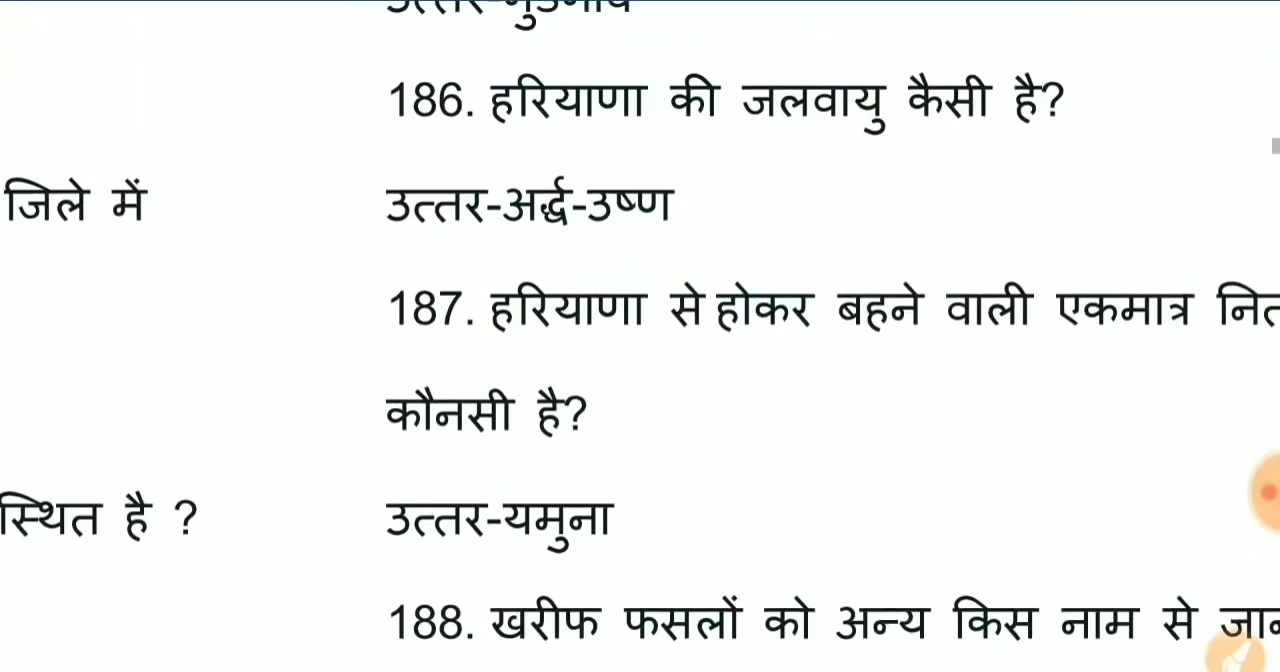 186. हरियाणा की जलवायु कैसी है?
जिले में
उत्तर-अर्द्ध-उष्ण
187. हरियाणा से होकर बहने वाली एकमात्र
कौनसी है?
स्थित है ?
उत्तर-यमुना
188. खरीफ फसलों को अन्य किस नाम से